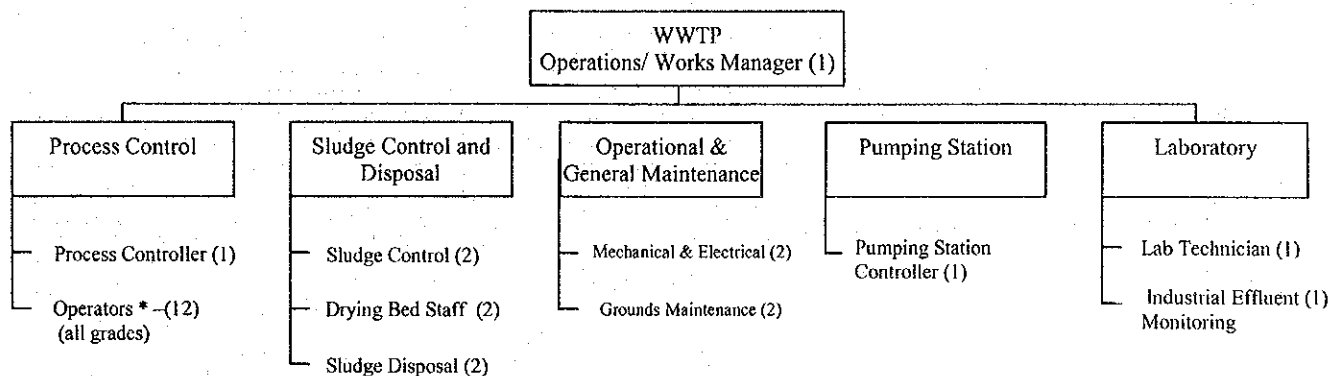 WWTP
Operations/ Works Manager (1)
Process Control
Process Controller (1)
Operators * –(12)
(all grades)
Sludge Control and
Disposal
Sludge Control (2)
Drying Bed Staff (2)
Sludge Disposal (2)
Operational &
General Maintenance
Mechanical & Electrical (2)
Grounds Maintenance (2)
Pumping Station
Pumping Station
Controller (1)
Laboratory
Lab Technician (1)
Industrial Effluent (1)
Monitoring